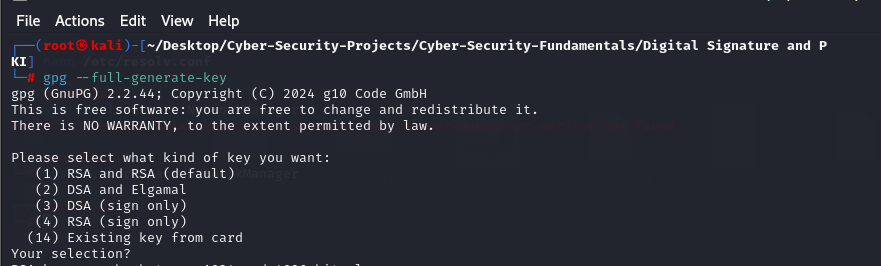 File Actions Edit View Help
┌──(root㉿kali)-[~/Desktop/Cyber-Security-Projects/Cyber-Security-Fundamentals/Digital Signature and P
KI]
└─# gpg --full-generate-key
gpg (GnuPG) 2.2.44; Copyright (C) 2024 g10 Code GmbH
This is free software: you are free to change and redistribute it.
There is NO WARRANTY, to the extent permitted by law.

Please select what kind of key you want:
   (1) RSA and RSA (default)
   (2) DSA and Elgamal
   (3) DSA (sign only)
   (4) RSA (sign only)
  (14) Existing key from card
Your selection?